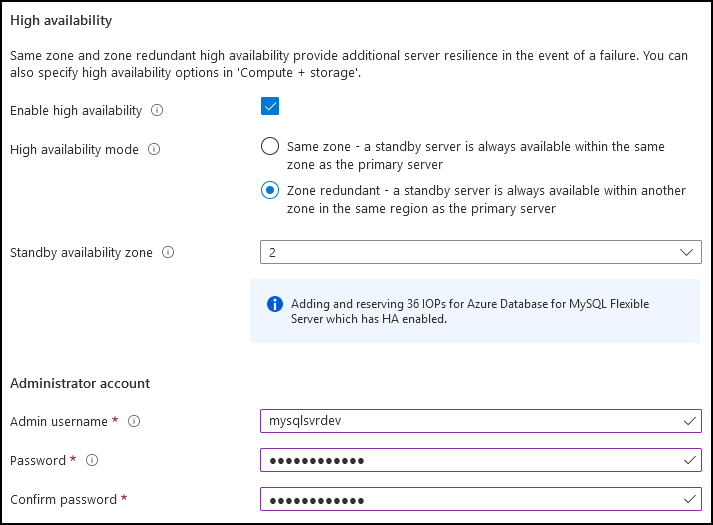 High availability
Same zone and zone redundant high availability provide additional server resilience in the event of a failure. You can
also specify high availability options in 'Compute + storage'.
Enable high availability
High availability mode
Same zone - a standby server is always available within the same
zone as the primary server
Zone redundant - a standby server is always available within another
zone in the same region as the primary server
Standby availability zone
2
Adding and reserving 36 IOPs for Azure Database for MySQL Flexible
Server which has HA enabled.
Administrator account
Admin username *
mysqlsvrdev
Password *
●●●●●●●●●●●●
Confirm password *
●●●●●●●●●●●●